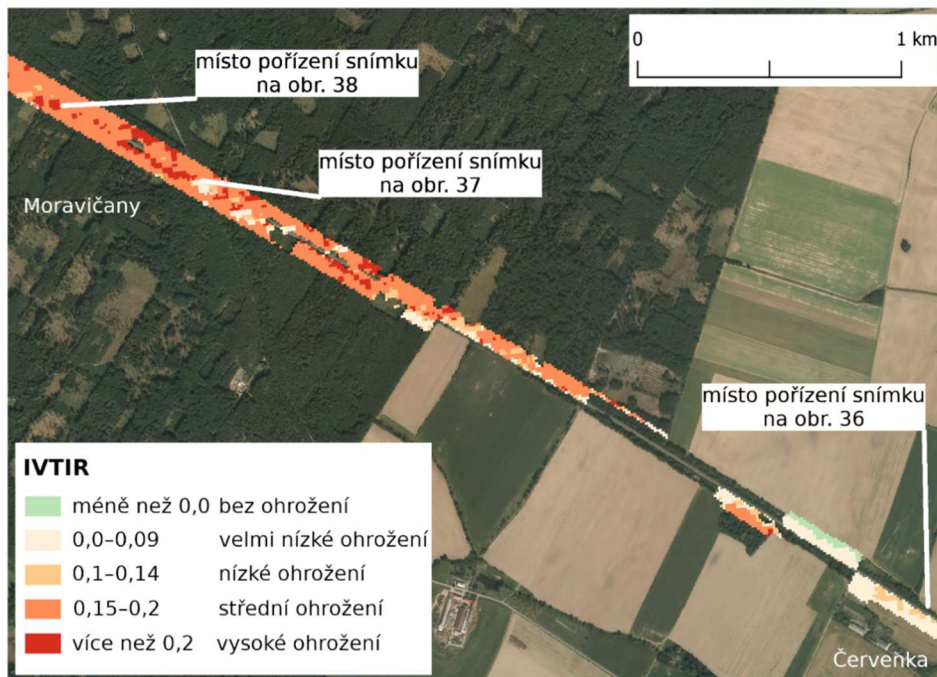 místo pořízení snímku
na obr. 38
0 1 km
místo pořízení snímku
na obr. 37
Moravičany
místo pořízení snímku
na obr. 36
IVTIR
méně než 0,0 bez ohrožení
0,0–0,09 velmi nízké ohrožení
0,1–0,14 nízké ohrožení
0,15–0,2 střední ohrožení
více než 0,2 vysoké ohrožení
Červenka